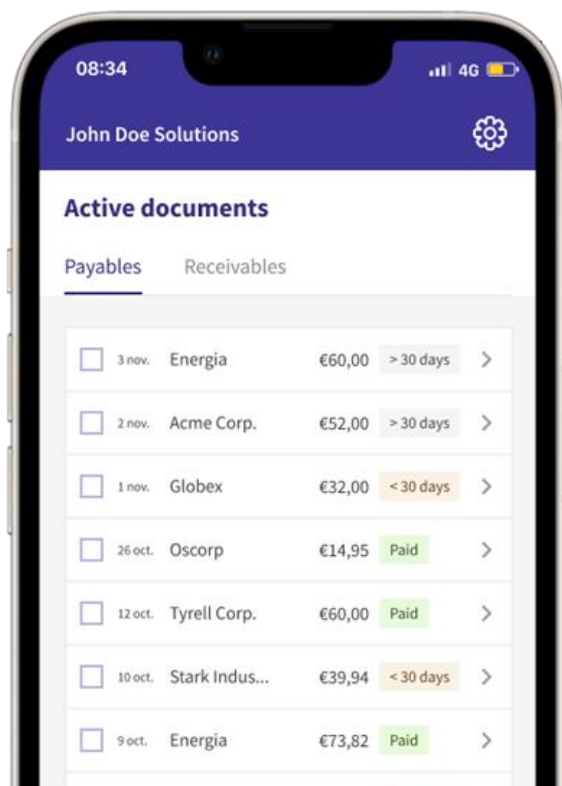 08:34 4G
John Doe Solutions
Active documents
Payables Receivables
3 nov. Energia €60,00 > 30 days
2 nov. Acme Corp. €52,00 > 30 days
1 nov. Globex €32,00 < 30 days
26 oct. Oscorp €14,95 Paid
12 oct. Tyrell Corp. €60,00 Paid
10 oct. Stark Indus... €39,94 < 30 days
9 oct. Energia €73,82 Paid